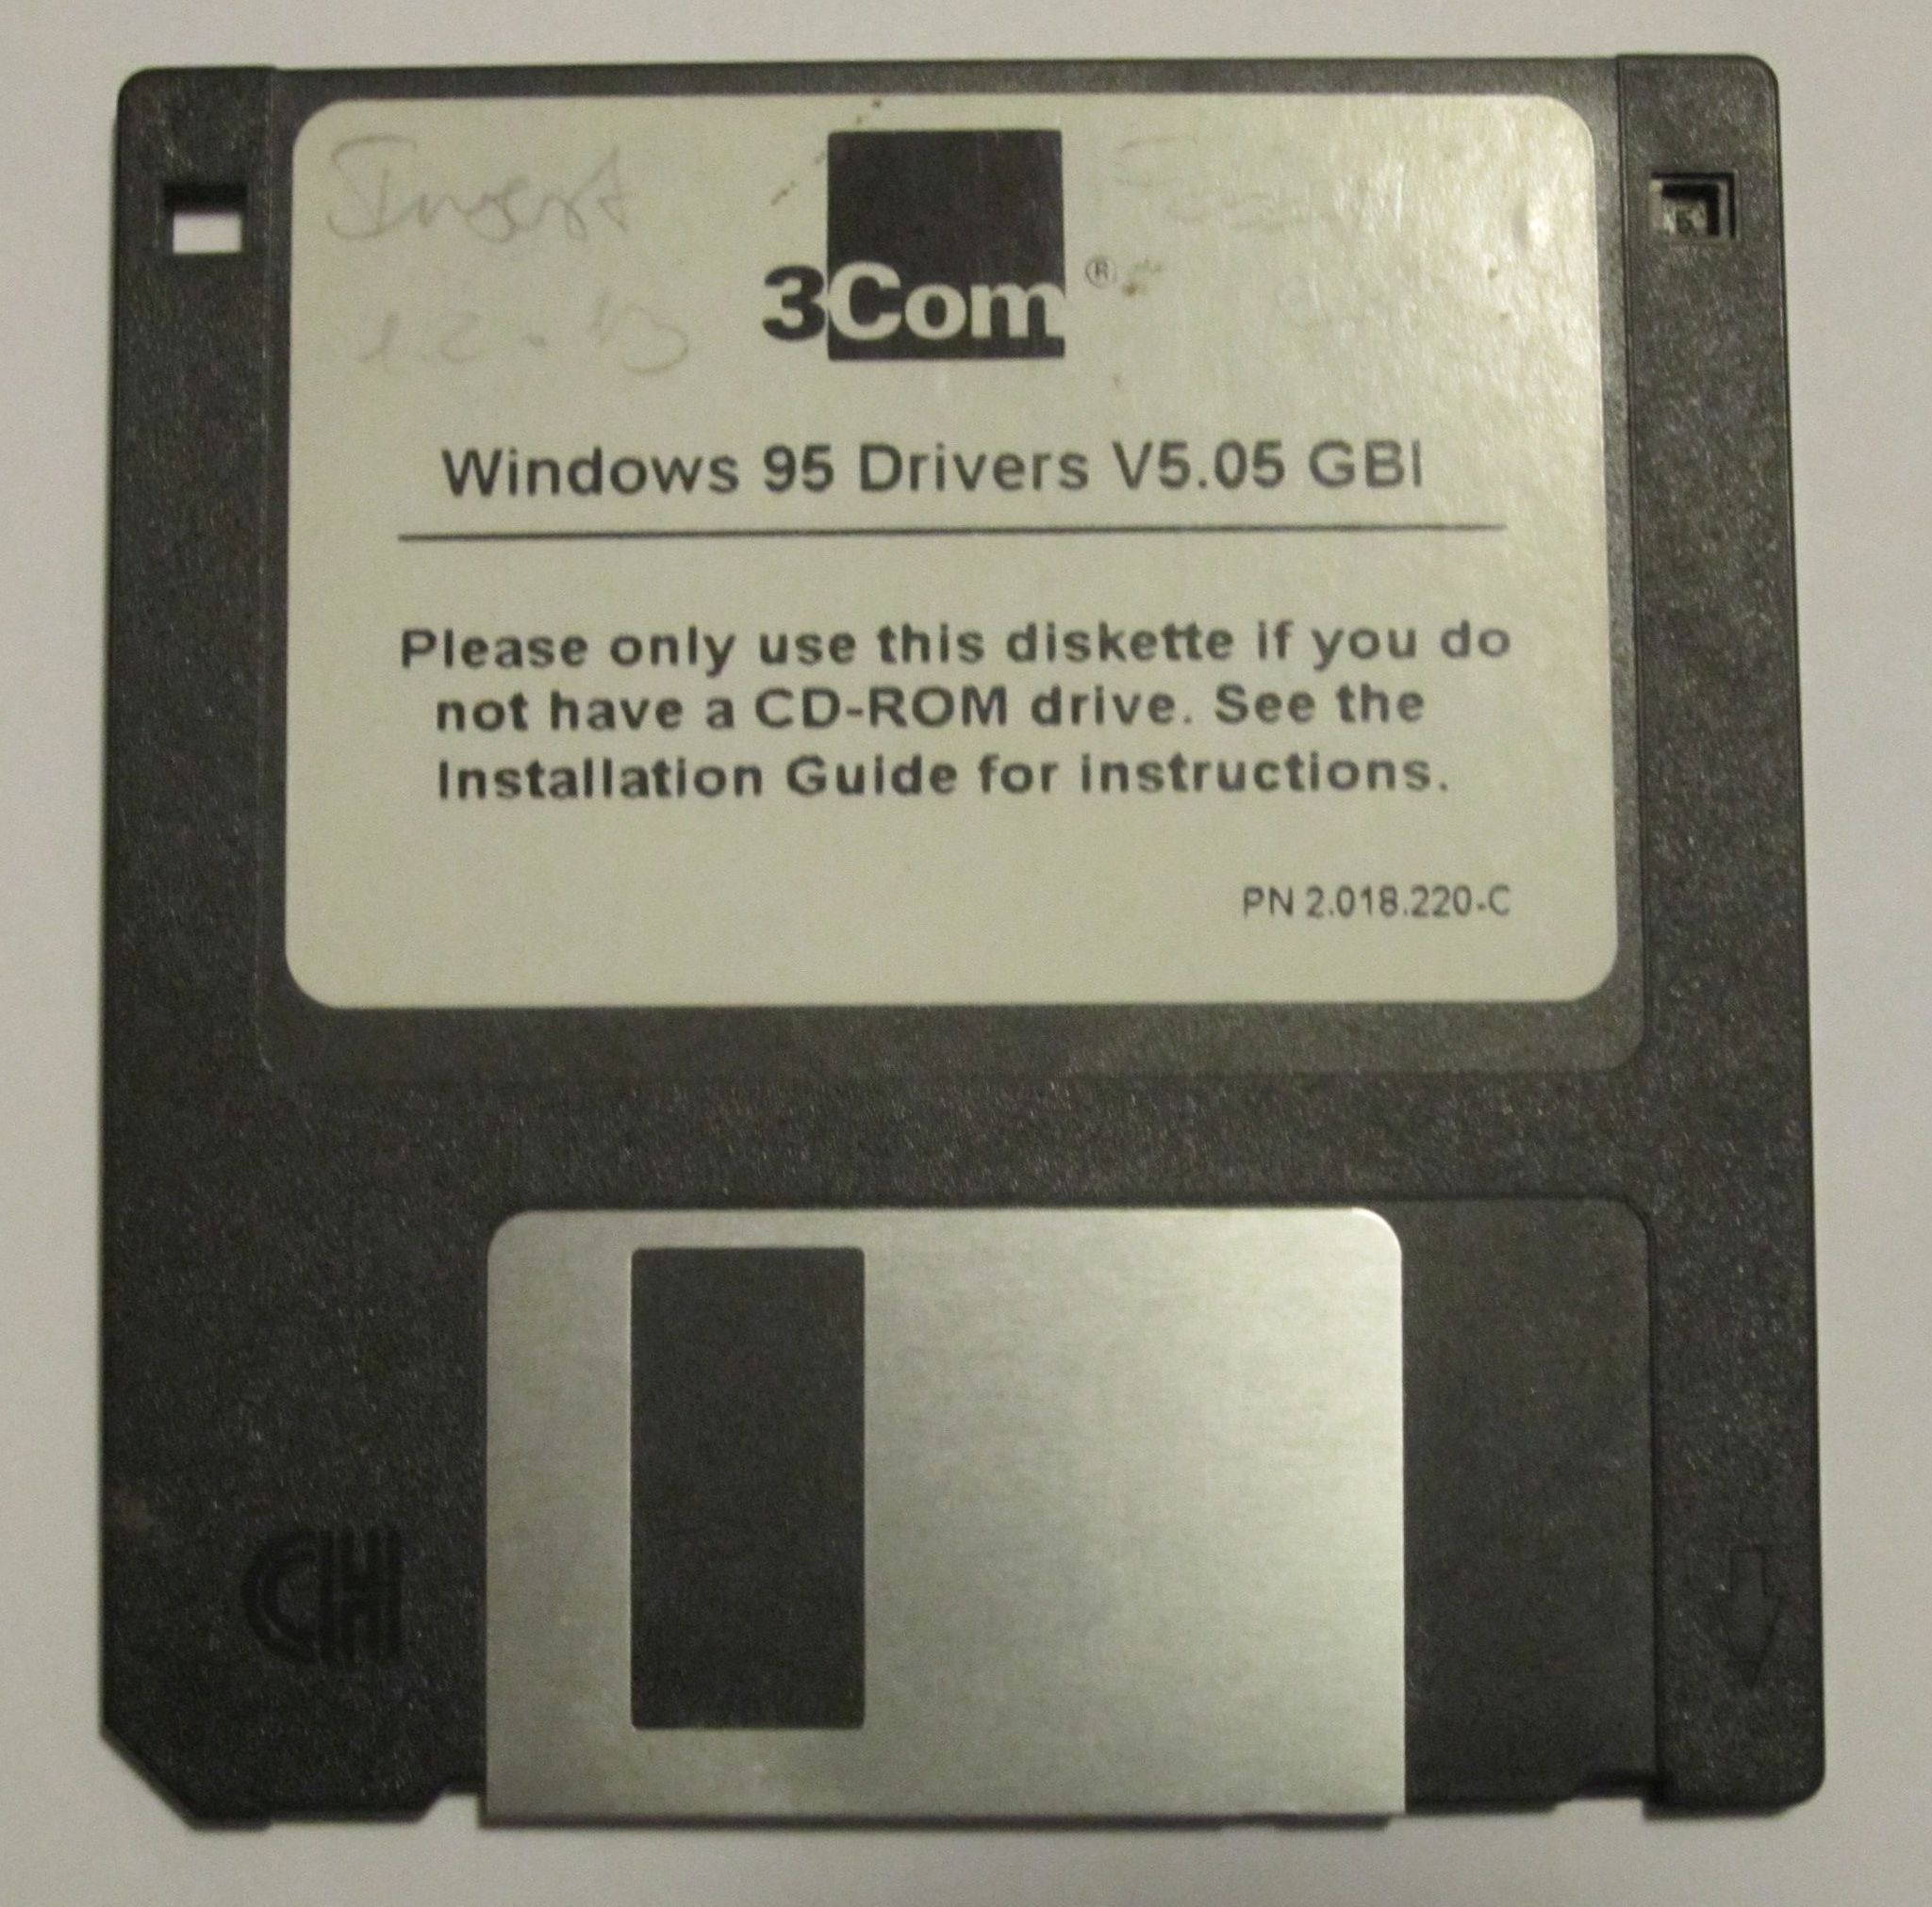 3Com®
Windows 95 Drivers V5.05 GBI
Please only use this diskette if you do
not have a CD-ROM drive. See the
Installation Guide for instructions.
PN 2.018.220-C
CH